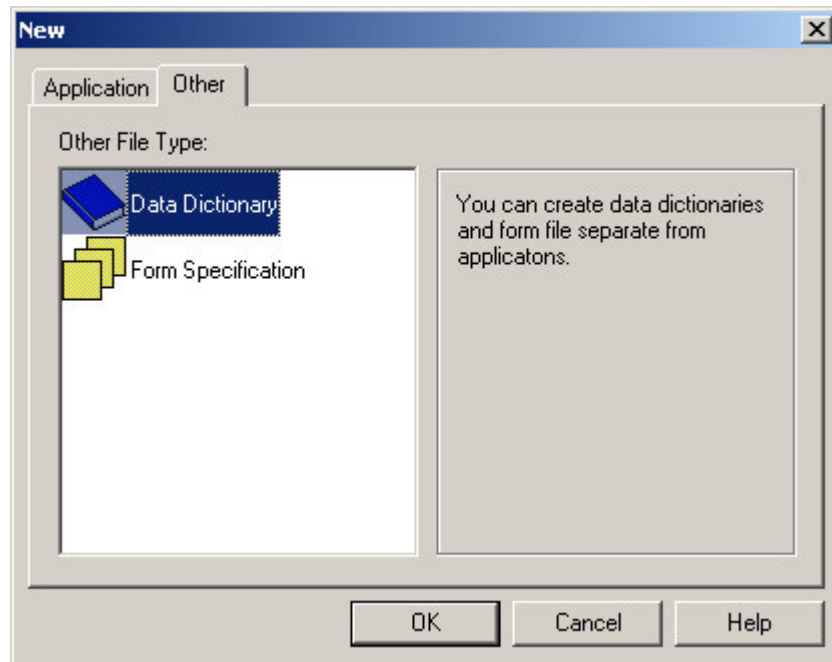 New
Application Other
Other File Type:
Data Dictionary
Form Specification
You can create data dictionaries
and form file separate from
applicatons.
OK Cancel Help